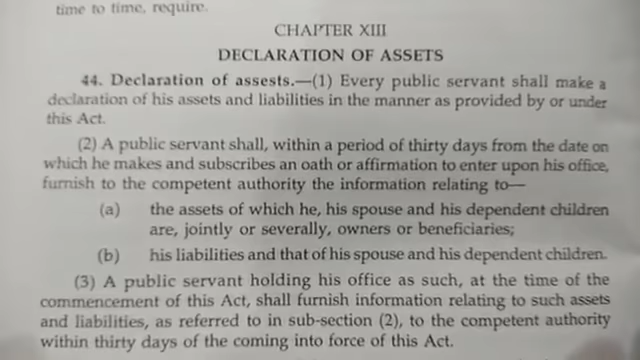 time to time, require.
CHAPTER XIII
DECLARATION OF ASSETS
44. Declaration of assests.—(1) Every public servant shall make a
declaration of his assets and liabilities in the manner as provided by or under
this Act.
(2) A public servant shall, within a period of thirty days from the date on
which he makes and subscribes an oath or affirmation to enter upon his office,
furnish to the competent authority the information relating to—
(a) the assets of which he, his spouse and his dependent children
are, jointly or severally, owners or beneficiaries;
(b) his liabilities and that of his spouse and his dependent children.
(3) A public servant holding his office as such, at the time of the
commencement of this Act, shall furnish information relating to such assets
and liabilities, as referred to in sub-section (2), to the competent authority
within thirty days of the coming into force of this Act.